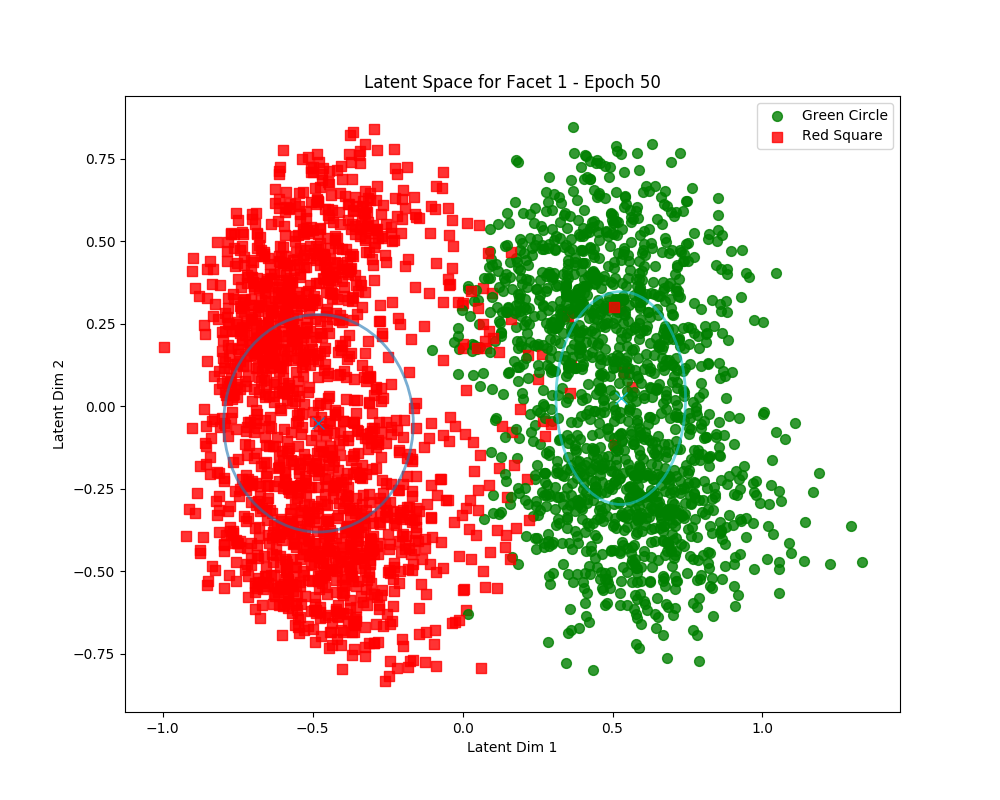 Latent Space for Facet 1 - Epoch 50
Green Circle
Red Square
0.75
0.50
0.25
0.00
−0.25
−0.50
−0.75
Latent Dim 2
−1.0
−0.5
0.0
0.5
1.0
Latent Dim 1